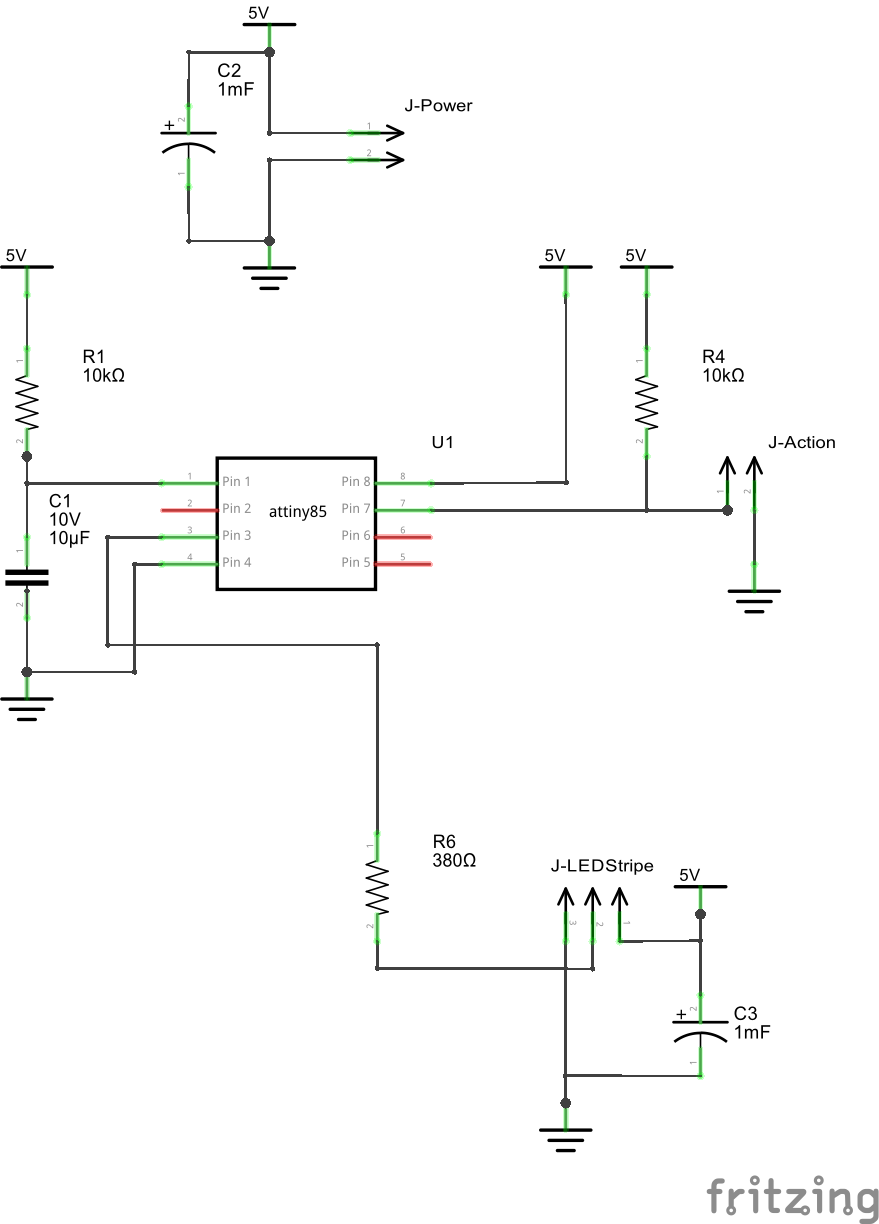 5V
C2
1mF
+
2
1
J-Power
1
2
5V
5V
5V
1
R1
10kΩ
2
1
R4
10kΩ
2
U1
J-Action
1
2
C1
10V
10µF
1
2
1
2
3
4
Pin 1
Pin 2
Pin 3
Pin 4
attiny85
Pin 8
Pin 7
Pin 6
Pin 5
8
7
6
5
1
R6
380Ω
2
J-LEDStripe
3
2
1
5V
+
2
C3
1mF
1
fritzing